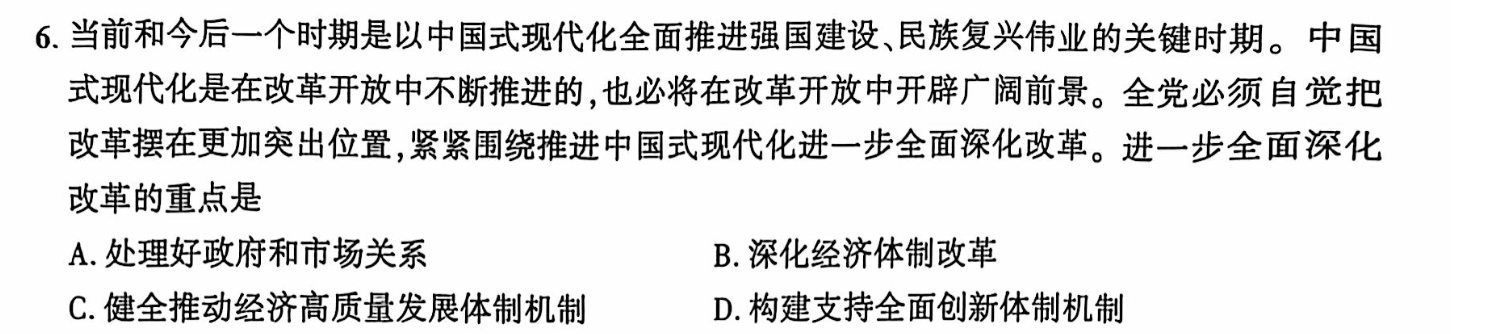 6. 当前和今后一个时期是以中国式现代化全面推进强国建设、民族复兴伟业的关键时期。中国
式现代化是在改革开放中不断推进的,也必将在改革开放中开辟广阔前景。全党必须自觉把
改革摆在更加突出位置,紧紧围绕推进中国式现代化进一步全面深化改革。进一步全面深化
改革的重点是
A. 处理好政府和市场关系 B. 深化经济体制改革
C. 健全推动经济高质量发展体制机制 D. 构建支持全面创新体制机制